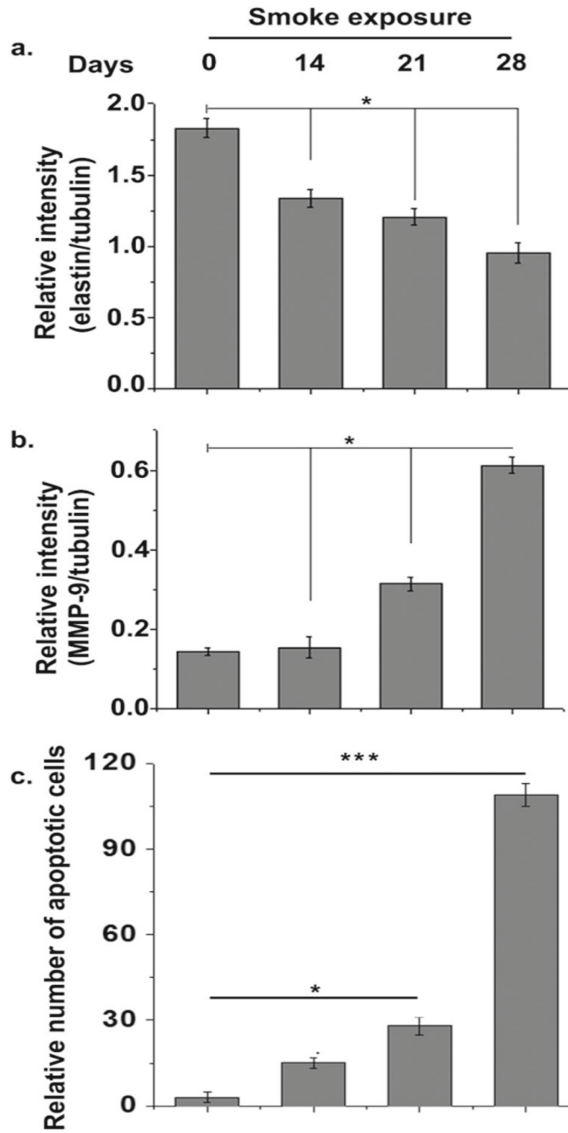 Smoke exposure
a.
Days 0 14 21 28
*
2.0
1.5
1.0
0.5
0.0
Relative intensity
(elastin/tubulin)
b.
*
0.6
0.4
0.2
0.0
Relative intensity
(MMP-9/tubulin)
c.
***
*
120
90
60
30
0
Relative number of apoptotic cells